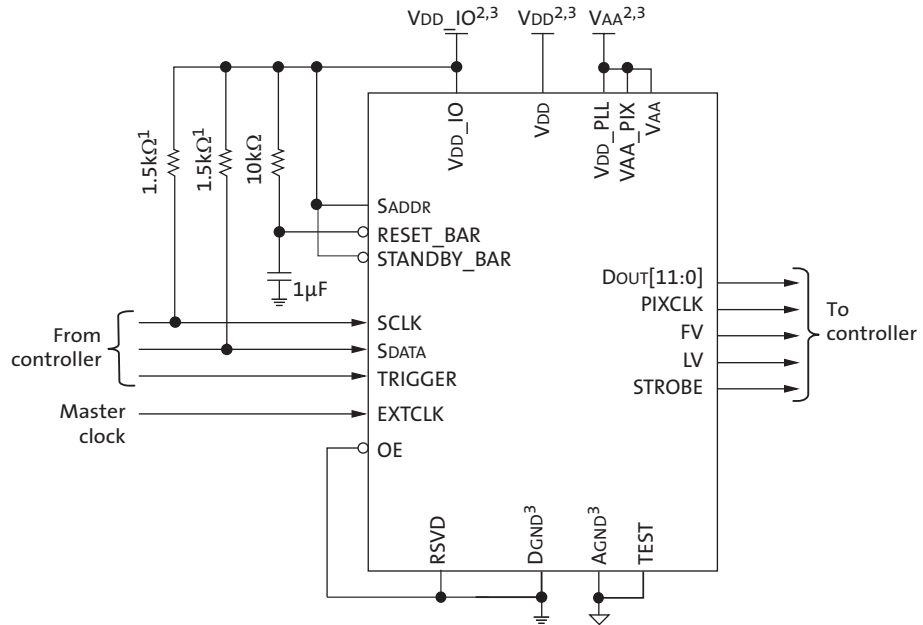 VDD_IO2,3 VDD2,3 VAA2,3
1.5kΩ1
1.5kΩ1
10kΩ
VDD_IO
VDD
VDD_PLL
VAA_PIX
VAA
SADDR
RESET_BAR
STANDBY_BAR
1µF
From
controller
SCLK
SDATA
TRIGGER
Master
clock
EXTCLK
OE
DOUT[11:0]
PIXCLK
FV
LV
STROBE
To
controller
RSVD
DGND3
AGND3
TEST